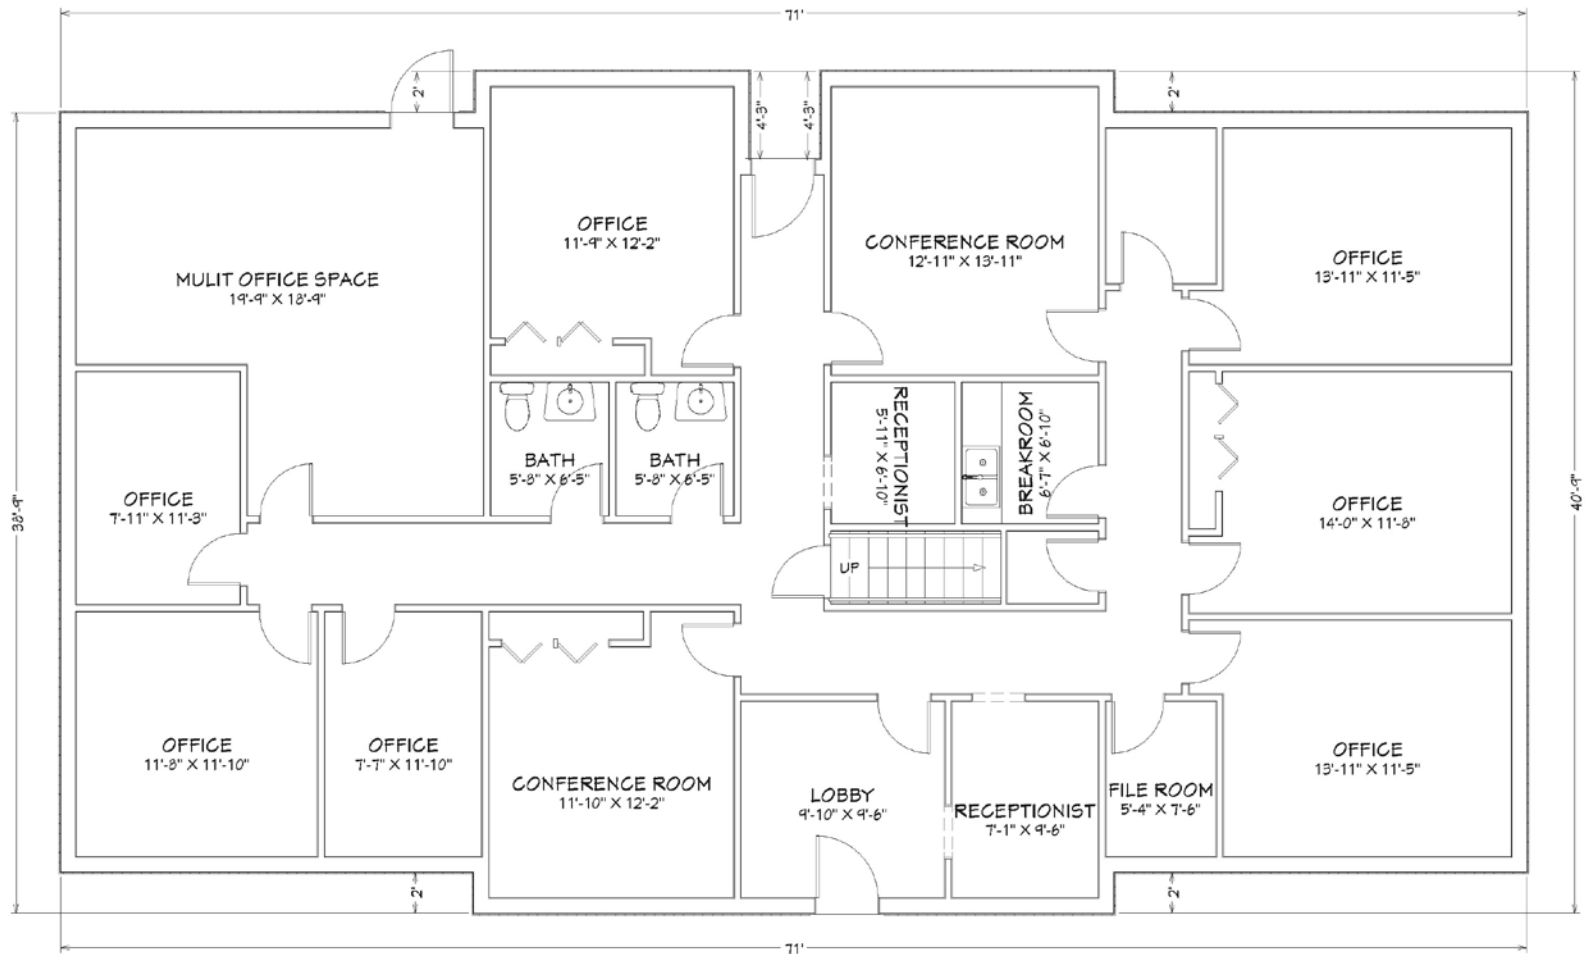 71'
2'
4'-3"
4'-3"
2'
OFFICE
11'-9" X 12'-2"
CONFERENCE ROOM
12'-11" X 13'-11"
OFFICE
13'-11" X 11'-5"
MULIT OFFICE SPACE
19'-9" X 18'-9"
RECEPTIONIST
5'-11" X 6'-10"
BREAKROOM
6'-7" X 6'-10"
BATH
5'-8" X 6'-5"
BATH
5'-8" X 6'-5"
OFFICE
7'-11" X 11'-3"
OFFICE
14'-0" X 11'-8"
38'-9"
40'-9"
UP
OFFICE
11'-8" X 11'-10"
OFFICE
7'-7" X 11'-10"
CONFERENCE ROOM
11'-10" X 12'-2"
LOBBY
9'-10" X 9'-6"
RECEPTIONIST
7'-1" X 9'-6"
FILE ROOM
5'-4" X 7'-6"
OFFICE
13'-11" X 11'-5"
2'
2'
71'